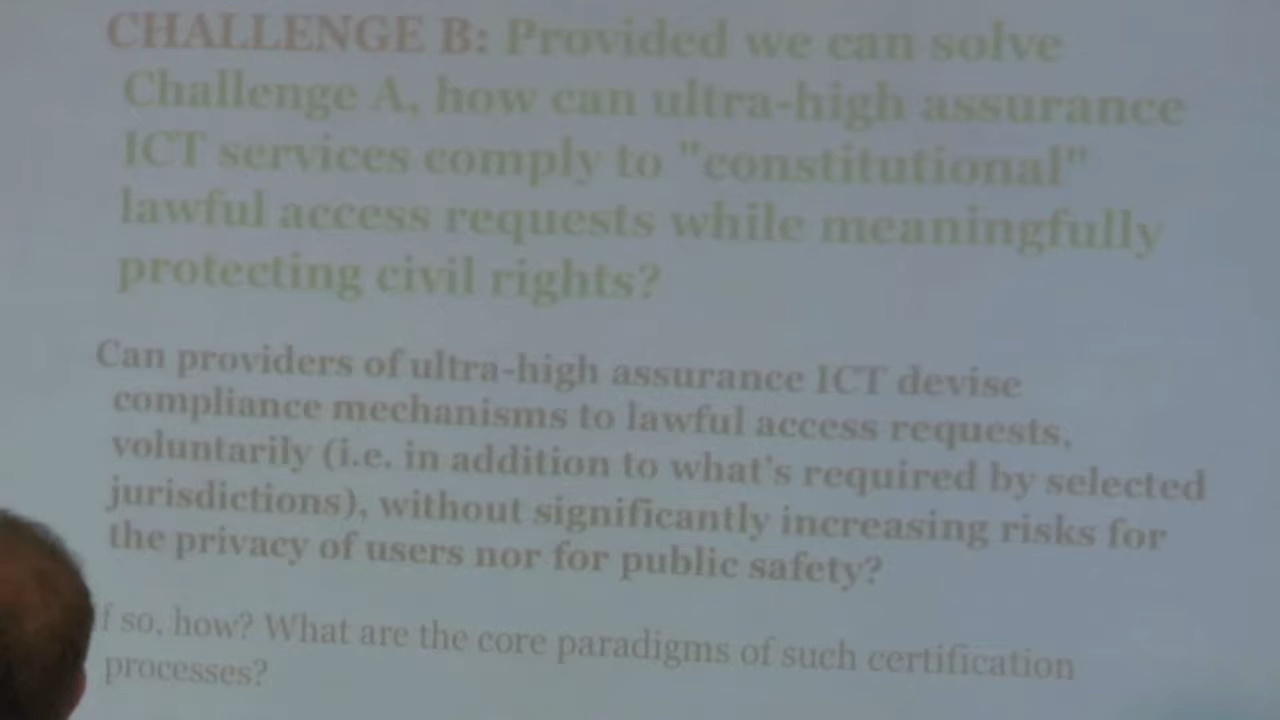 CHALLENGE B: Provided we can solve
Challenge A, how can ultra-high assurance
ICT services comply to "constitutional"
lawful access requests while meaningfully
protecting civil rights?
Can providers of ultra-high assurance ICT devise
compliance mechanisms to lawful access requests,
voluntarily (i.e. in addition to what's required by selected
jurisdictions), without significantly increasing risks for
the privacy of users nor for public safety?
f so, how? What are the core paradigms of such certification
processes?